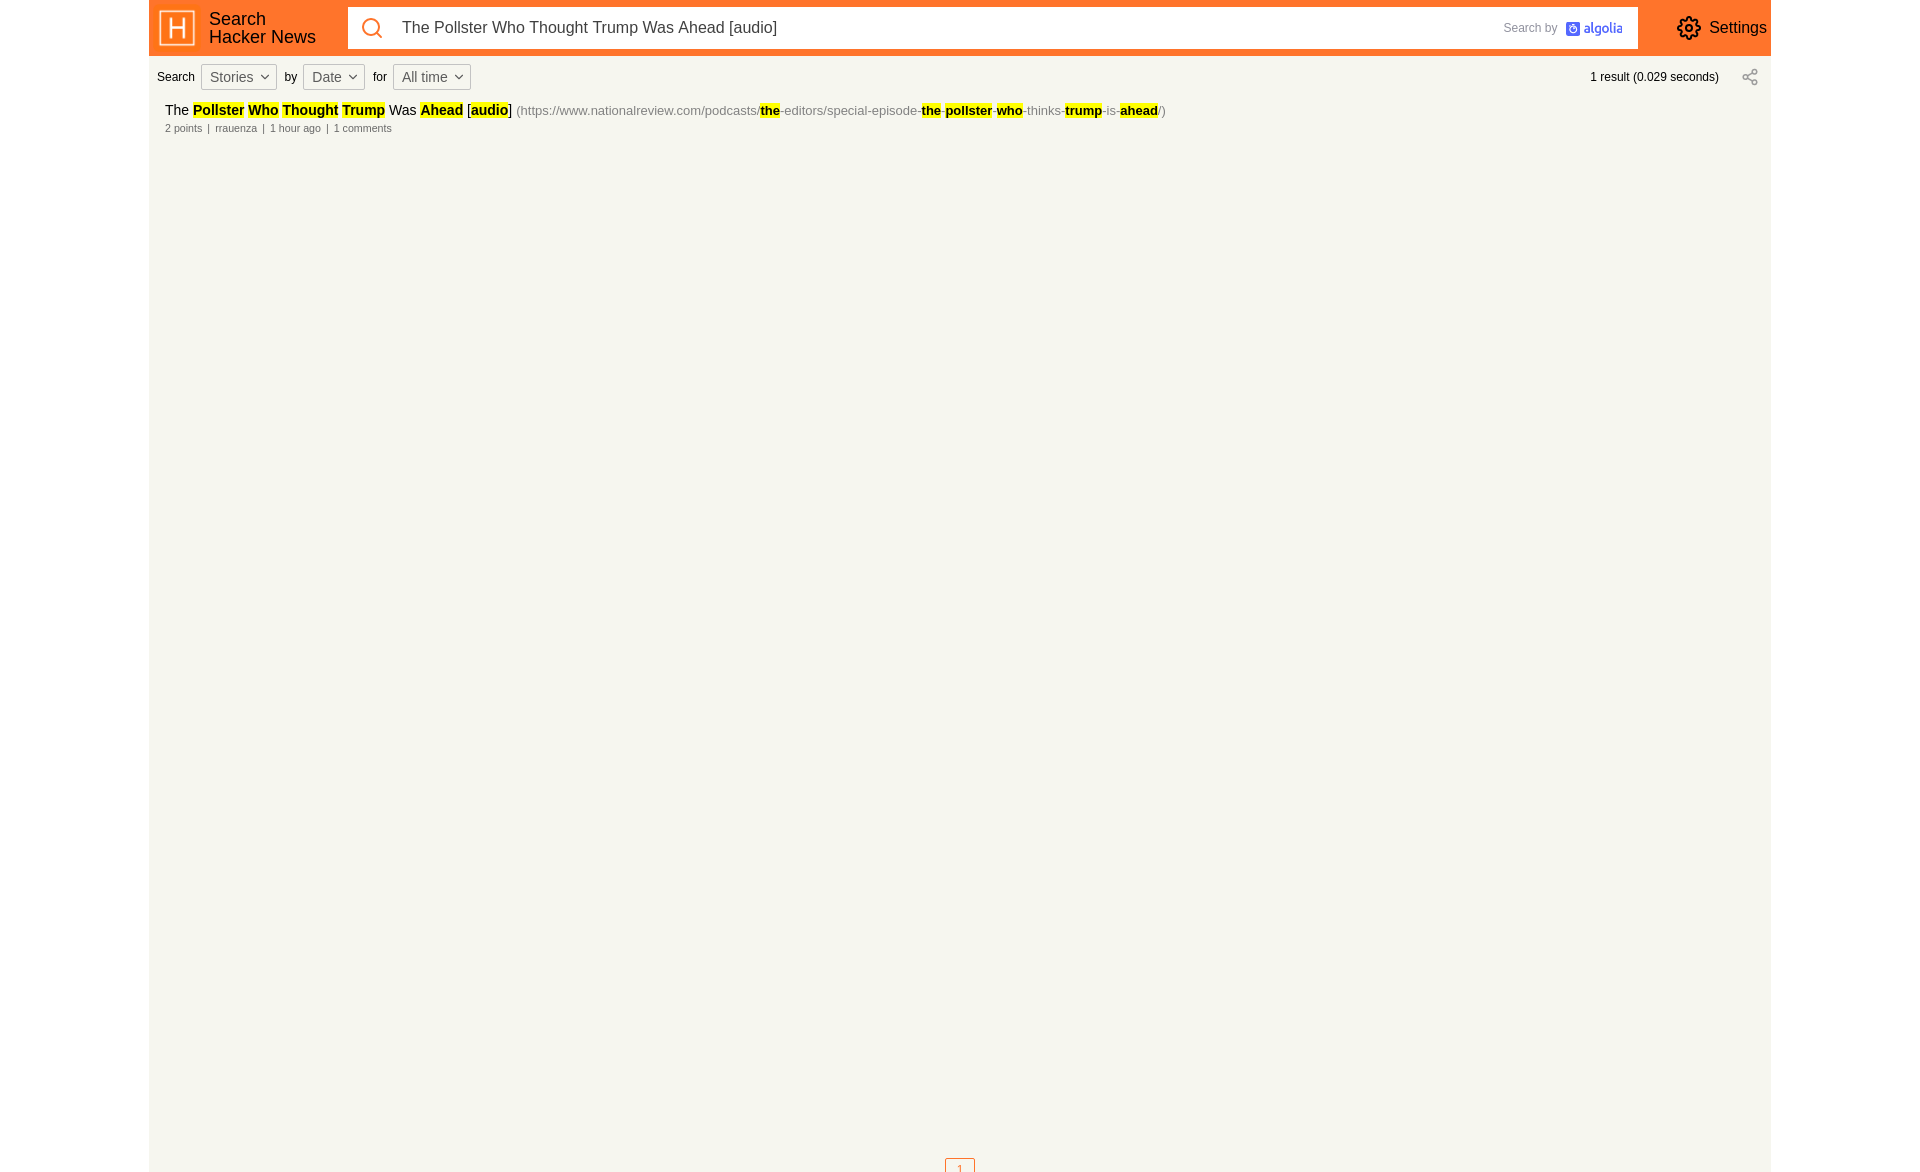 Search
Hacker News
The Pollster Who Thought Trump Was Ahead [audio]
Search by algolia
Settings
Search Stories by Date for All time
1 result (0.029 seconds)
The Pollster Who Thought Trump Was Ahead [audio] (https://www.nationalreview.com/podcasts/the-editors/special-episode-the-pollster-who-thinks-trump-is-ahead/)
2 points | rrauenza | 1 hour ago | 1 comments
1